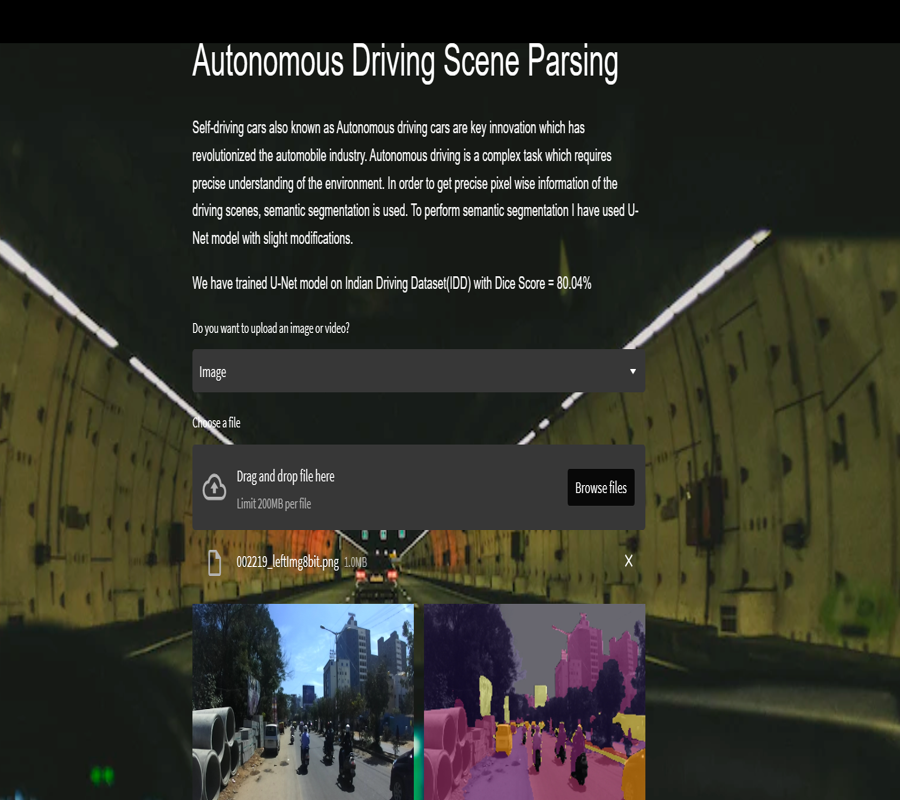 Autonomous Driving Scene Parsing
Self-driving cars also known as Autonomous driving cars are key innovation which has
revolutionized the automobile industry. Autonomous driving is a complex task which requires
precise understanding of the environment. In order to get precise pixel wise information of the
driving scenes, semantic segmentation is used. To perform semantic segmentation I have used U-
Net model with slight modifications.
We have trained U-Net model on Indian Driving Dataset(IDD) with Dice Score = 80.04%
Do you want to upload an image or video?
Image
Choose a file
Drag and drop file here
Limit 200MB per file
Browse files
002219_leftImg8bit.png 1.0MB X